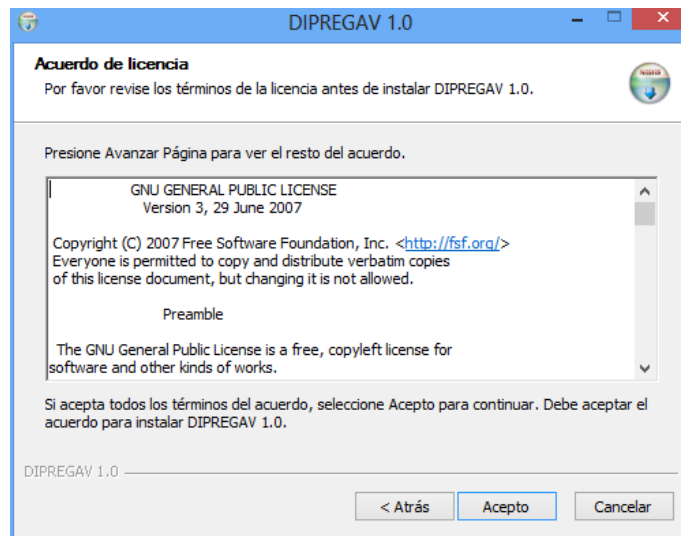 DIPREGAV 1.0
Acuerdo de licencia
Por favor revise los términos de la licencia antes de instalar DIPREGAV 1.0.
Presione Avanzar Página para ver el resto del acuerdo.
GNU GENERAL PUBLIC LICENSE
Version 3, 29 June 2007
Copyright (C) 2007 Free Software Foundation, Inc. <http://fsf.org/>
Everyone is permitted to copy and distribute verbatim copies
of this license document, but changing it is not allowed.
Preamble
The GNU General Public License is a free, copyleft license for
software and other kinds of works.
Si acepta todos los términos del acuerdo, seleccione Acepto para continuar. Debe aceptar el
acuerdo para instalar DIPREGAV 1.0.
DIPREGAV 1.0
< Atrás Acepto Cancelar